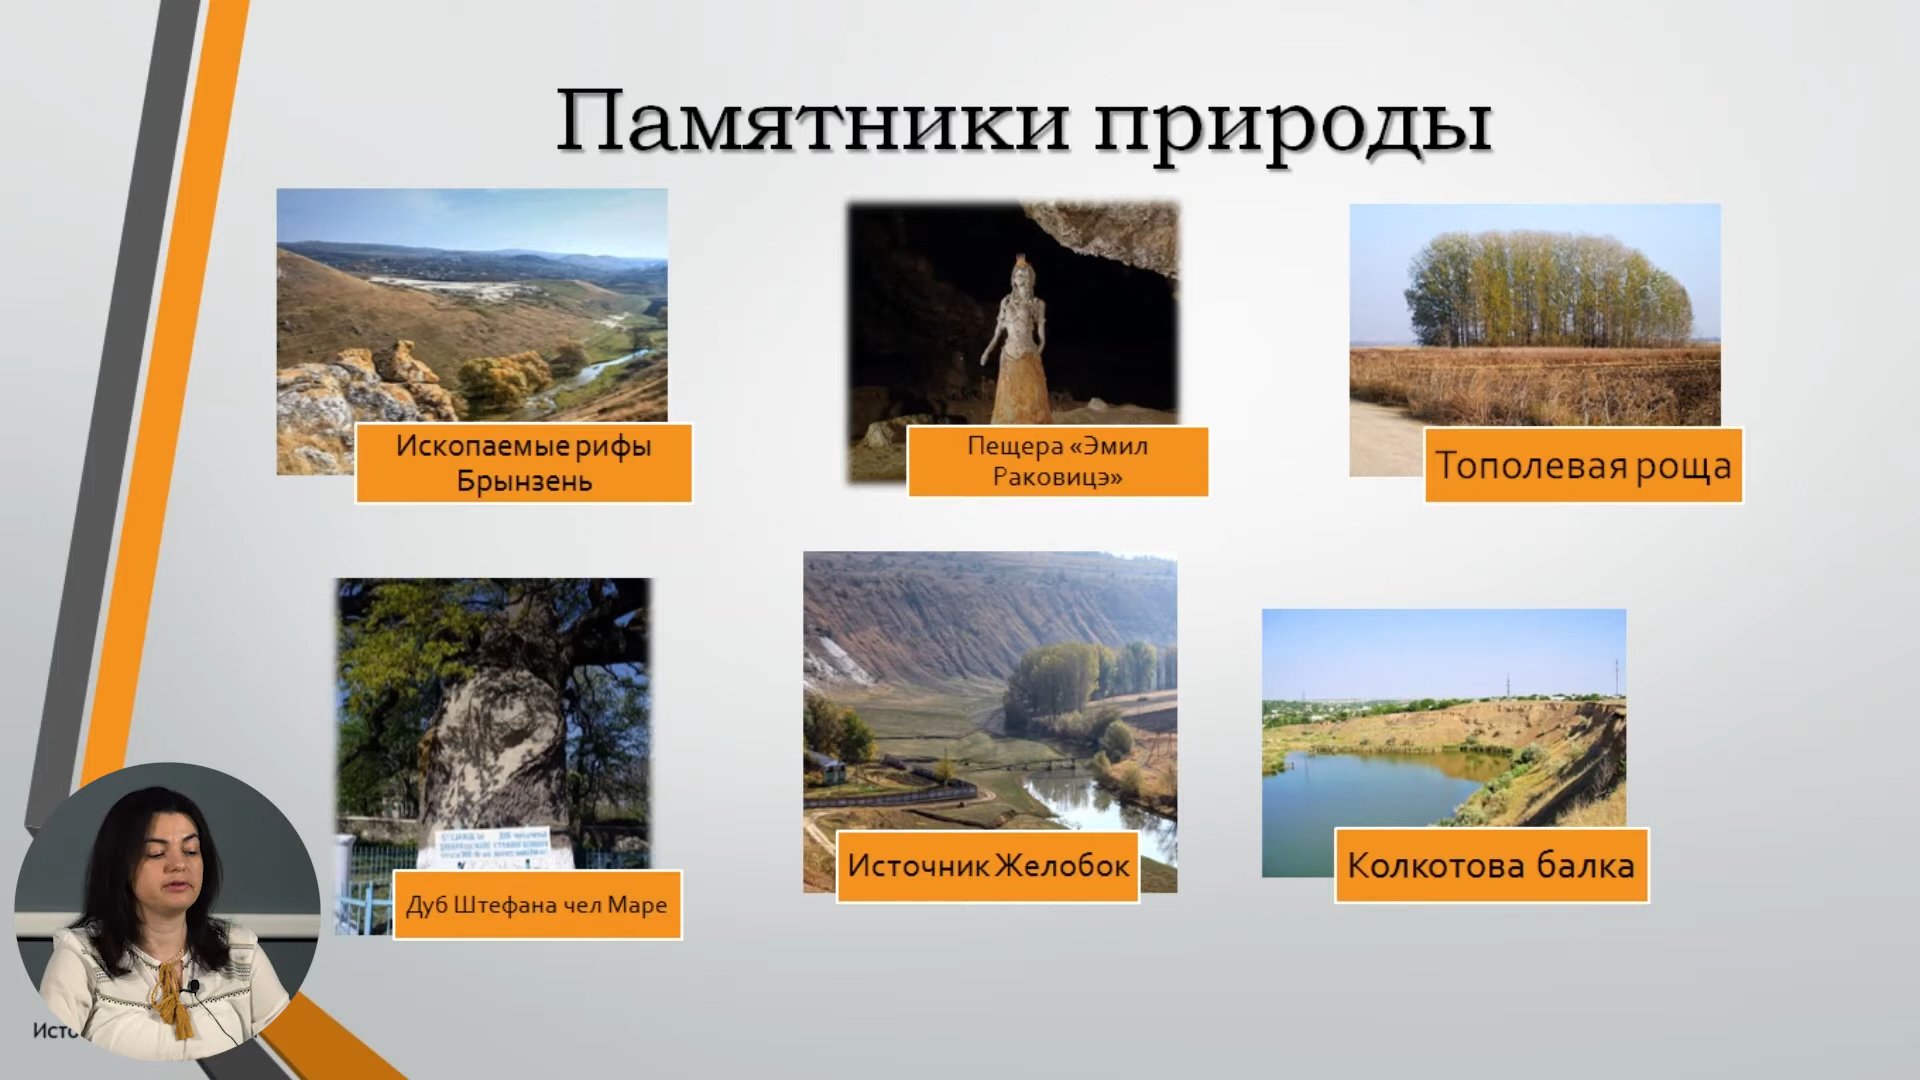 Памятники природы
Ископаемые рифы
Брынзень
Пещера «Эмил
Раковицэ»
Тополевая роща
Дуб Штефана чел Маре
Источник Желобок
Колкотова балка